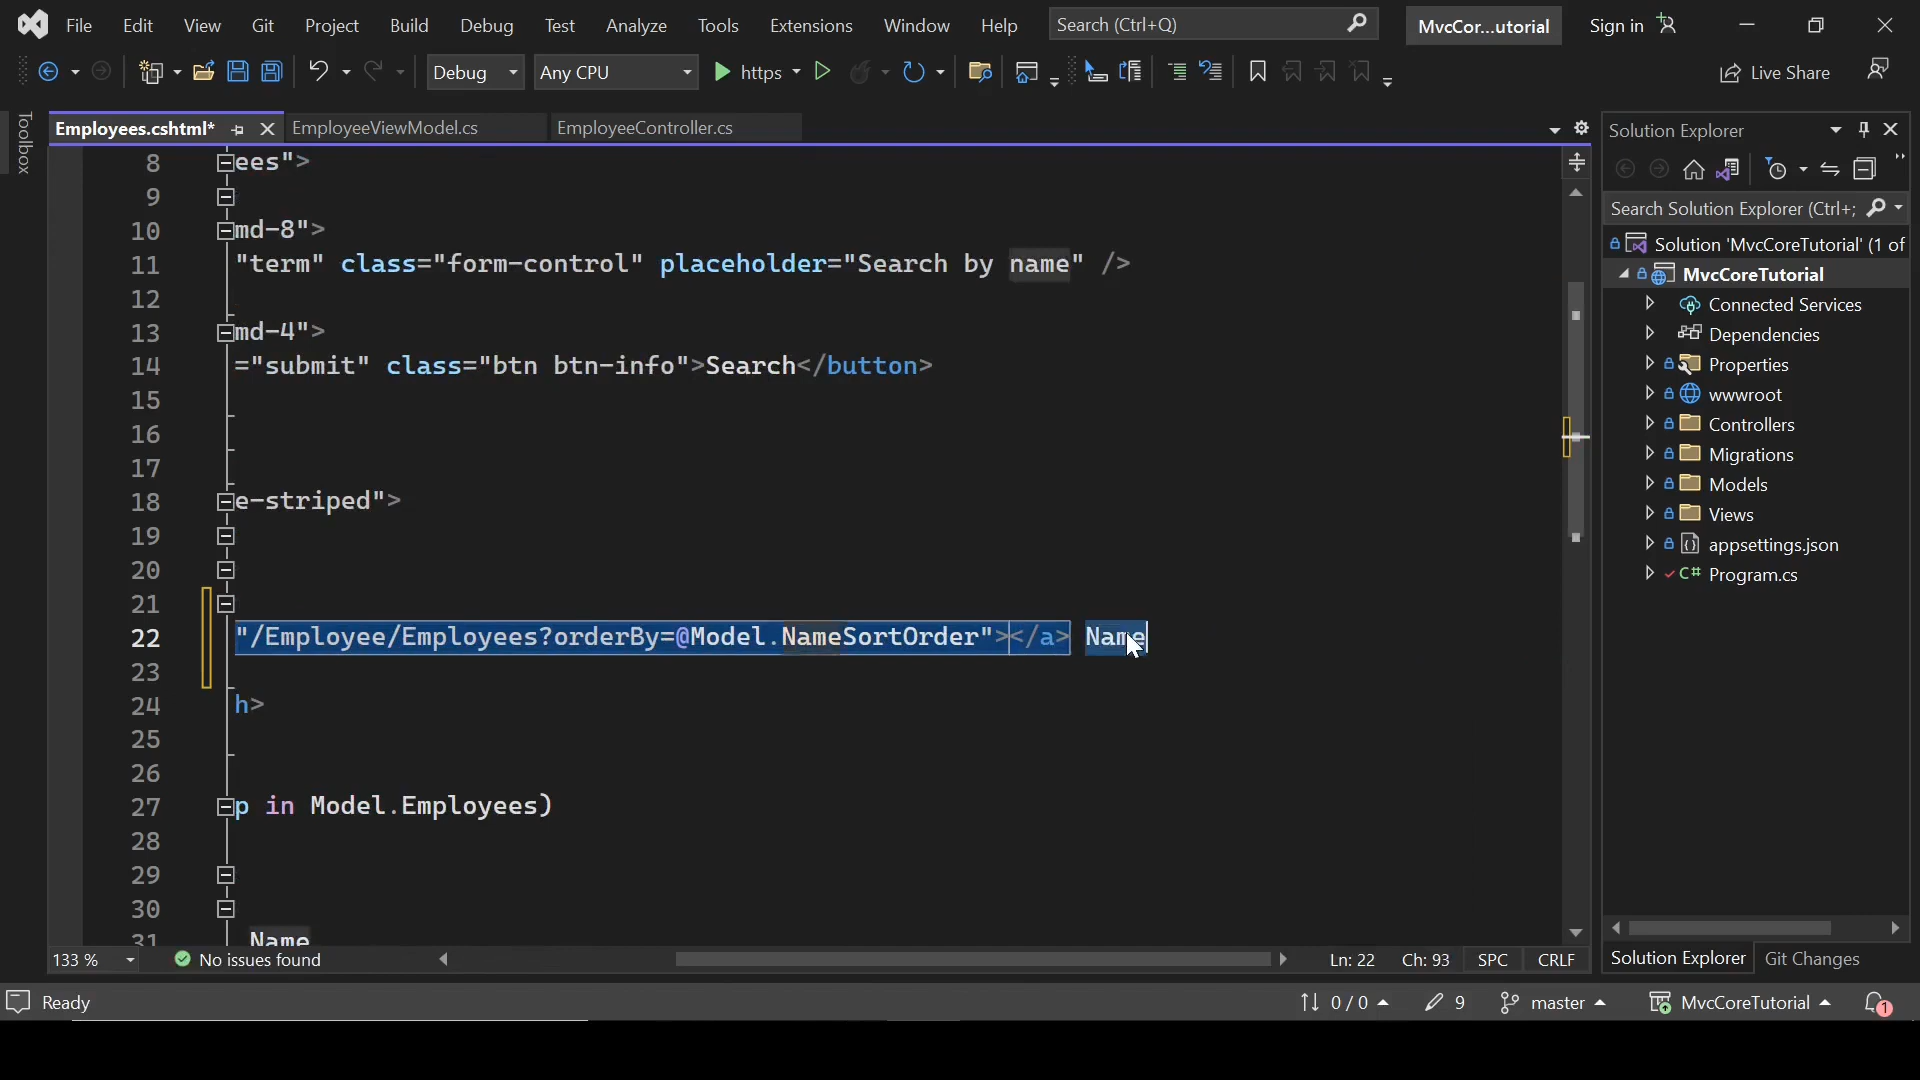 File Edit View Git Project Build Debug Test Analyze Tools Extensions Window Help Search (Ctrl+Q) MvcCor...utorial Sign in
Debug Any CPU https Live Share
Toolbox
Employees.cshtml* EmployeeViewModel.cs EmployeeController.cs
8 ees">
9
10 md-8">
11 "term" class="form-control" placeholder="Search by name" />
12
13 md-4">
14 ="submit" class="btn btn-info">Search</button>
15
16
17
18 e-striped">
19
20
21
22 "/Employee/Employees?orderBy=@Model.NameSortOrder"></a> Name
23
24 h>
25
26
27 p in Model.Employees)
28
29
30
31 Name
133 % No issues found Ln: 22 Ch: 93 SPC CRLF
Solution Explorer
Search Solution Explorer (Ctrl+;
Solution 'MvcCoreTutorial' (1 of
MvcCoreTutorial
Connected Services
Dependencies
Properties
wwwroot
Controllers
Migrations
Models
Views
appsettings.json
C# Program.cs
Solution Explorer Git Changes
Ready 0 / 0 9 master MvcCoreTutorial 1